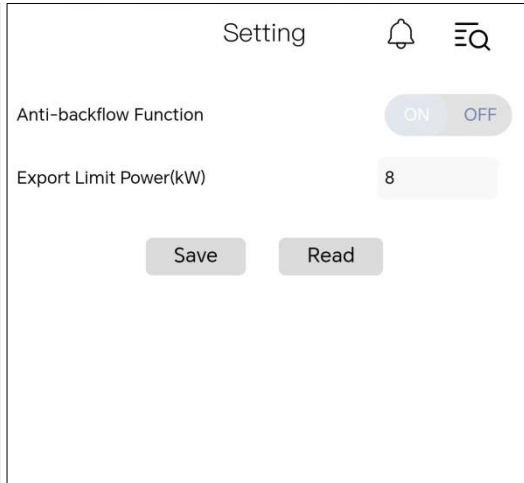 Setting
Anti-backflow Function ON OFF
Export Limit Power(kW) 8
Save Read